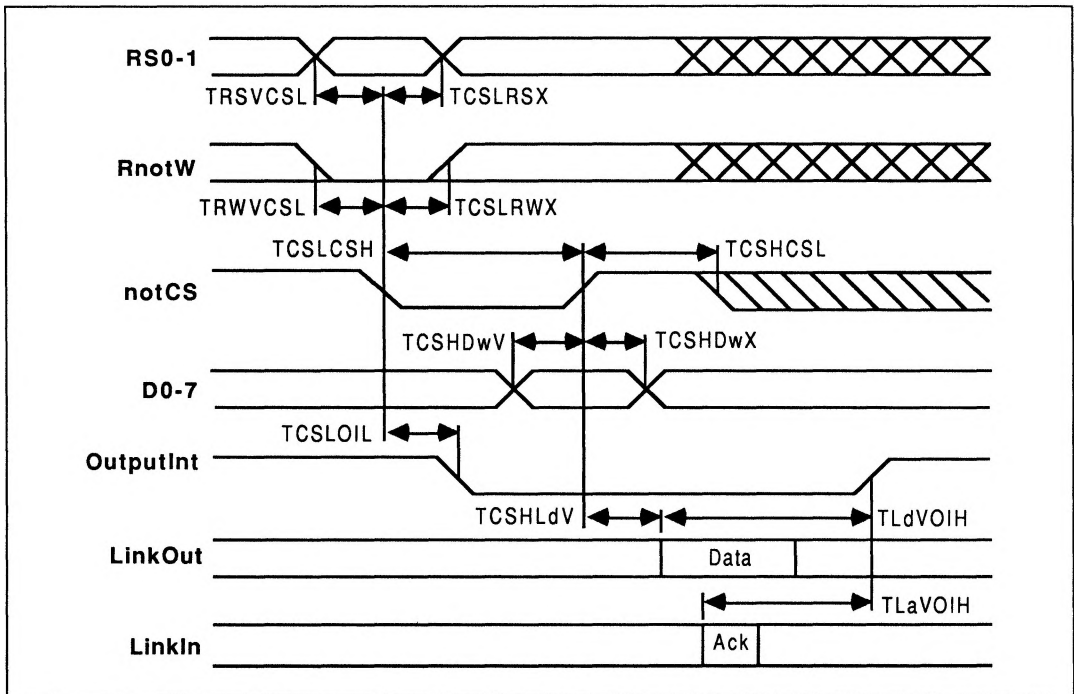 RS0-1
TRSVCSL TCSLRSX
RnotW
TRWVCSL TCSLRWX
TCSLCSH TCSHCSL
notCS
TCSHDwV TCSHDwX
D0-7
TCSLOIL
OutputInt
TCSHLdV TLdVOIH
LinkOut Data
TLaVOIH
LinkIn Ack